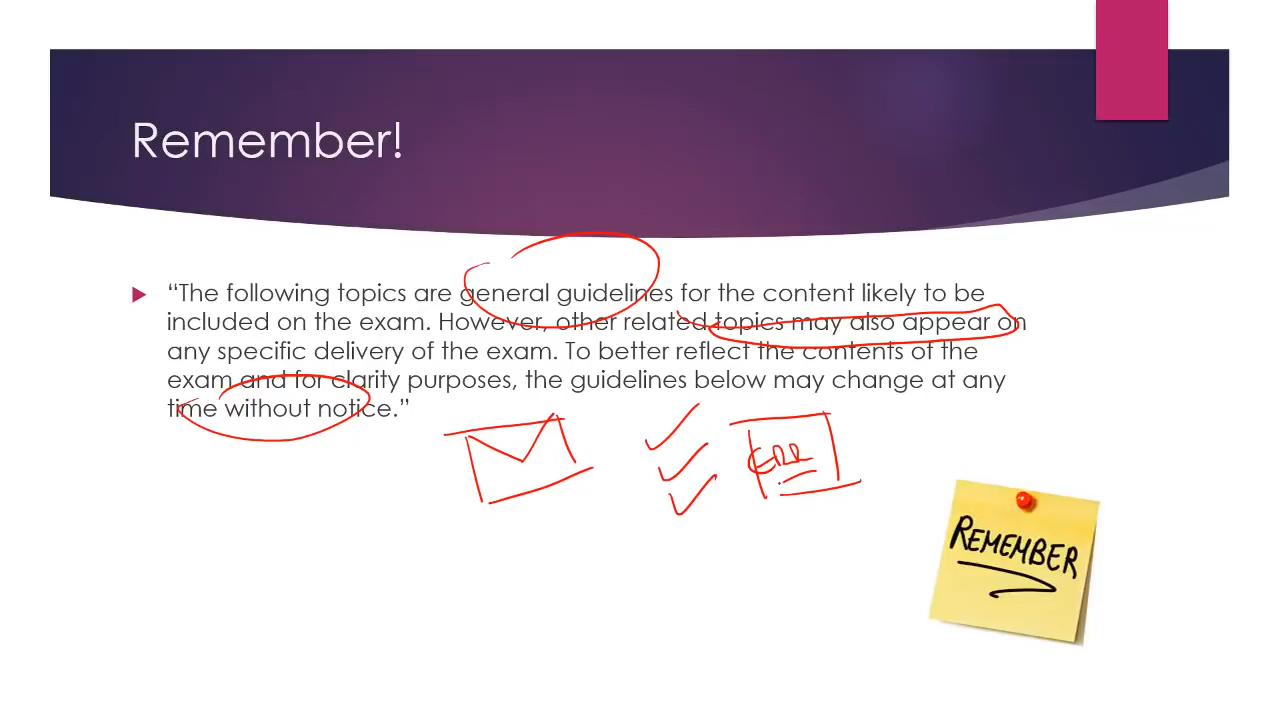 Remember!
“The following topics are general guidelines for the content likely to be
included on the exam. However, other related topics may also appear on
any specific delivery of the exam. To better reflect the contents of the
exam and for clarity purposes, the guidelines below may change at any
time without notice.”
ERR
REMEMBER